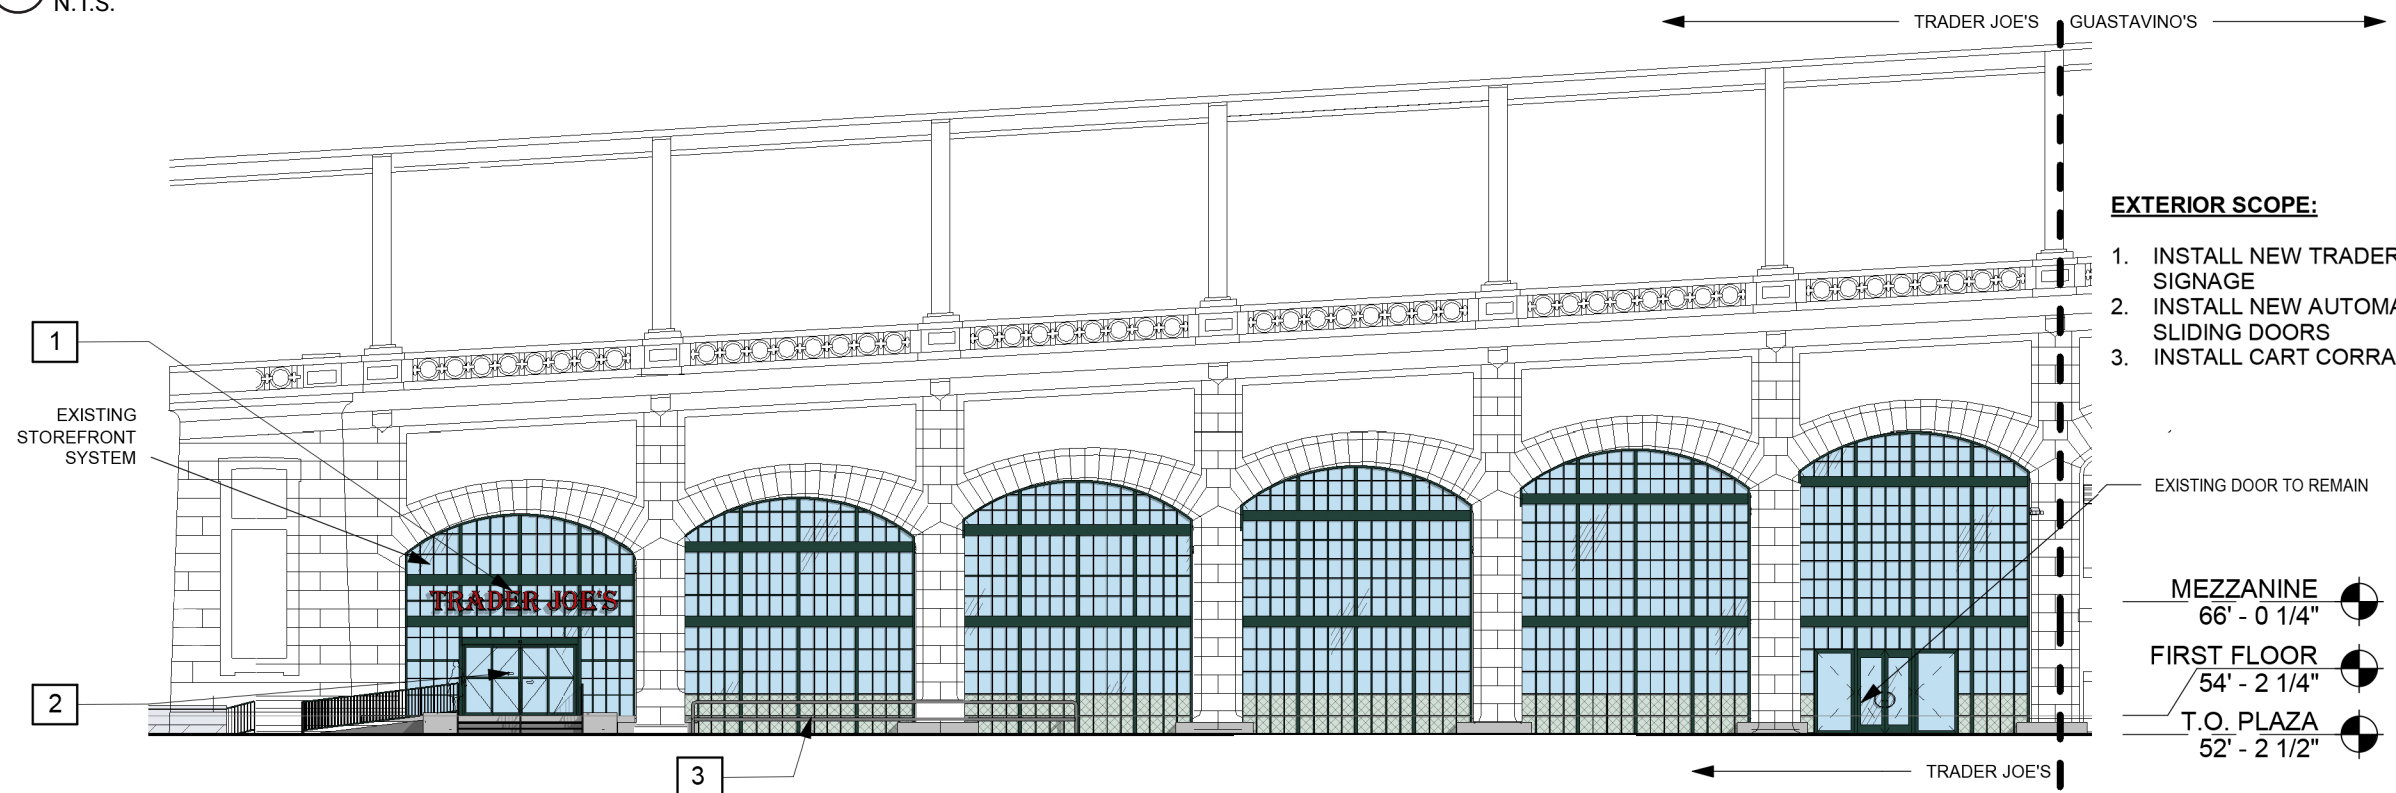 N.T.S.
TRADER JOE'S
GUASTAVINO'S
EXTERIOR SCOPE:
1. INSTALL NEW TRADER
SIGNAGE
2. INSTALL NEW AUTOMA
SLIDING DOORS
3. INSTALL CART CORRA
1
EXISTING
STOREFRONT
SYSTEM
EXISTING DOOR TO REMAIN
TRADER JOE'S
MEZZANINE
66' - 0 1/4"
FIRST FLOOR
54' - 2 1/4"
2
T.O. PLAZA
52' - 2 1/2"
3
TRADER JOE'S